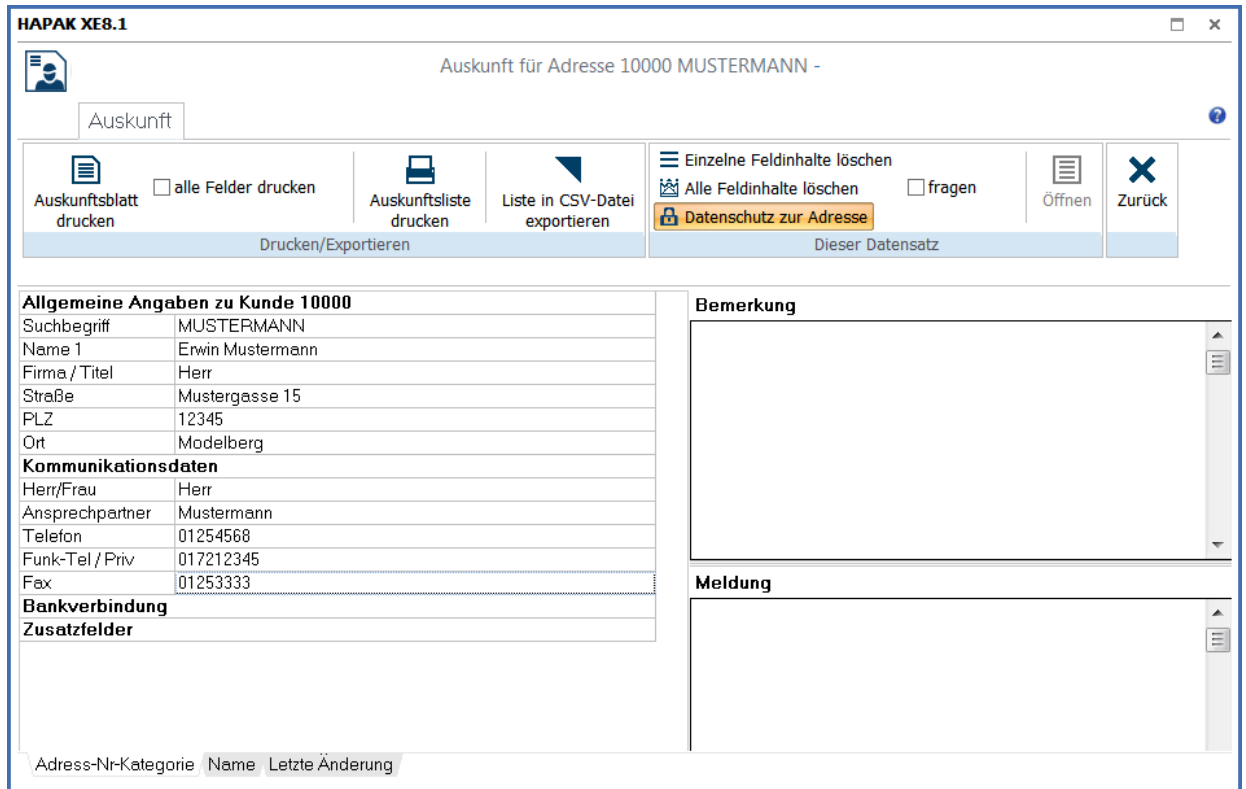 HAPAK XE8.1
Auskunft für Adresse 10000 MUSTERMANN -
Auskunft
Auskunftsblatt drucken
alle Felder drucken
Auskunftsliste drucken
Liste in CSV-Datei exportieren
Drucken/Exportieren
Einzelne Feldinhalte löschen
Alle Feldinhalte löschen
fragen
Datenschutz zur Adresse
Öffnen
Dieser Datensatz
Zurück
Allgemeine Angaben zu Kunde 10000
Suchbegriff MUSTERMANN
Name 1 Erwin Mustermann
Firma / Titel Herr
Straße Mustergasse 15
PLZ 12345
Ort Modelberg
Kommunikationsdaten
Herr/Frau Herr
Ansprechpartner Mustermann
Telefon 01254568
Funk-Tel / Priv 017212345
Fax 01253333
Bankverbindung
Zusatzfelder
Bemerkung
Meldung
Adress-Nr-Kategorie Name Letzte Änderung